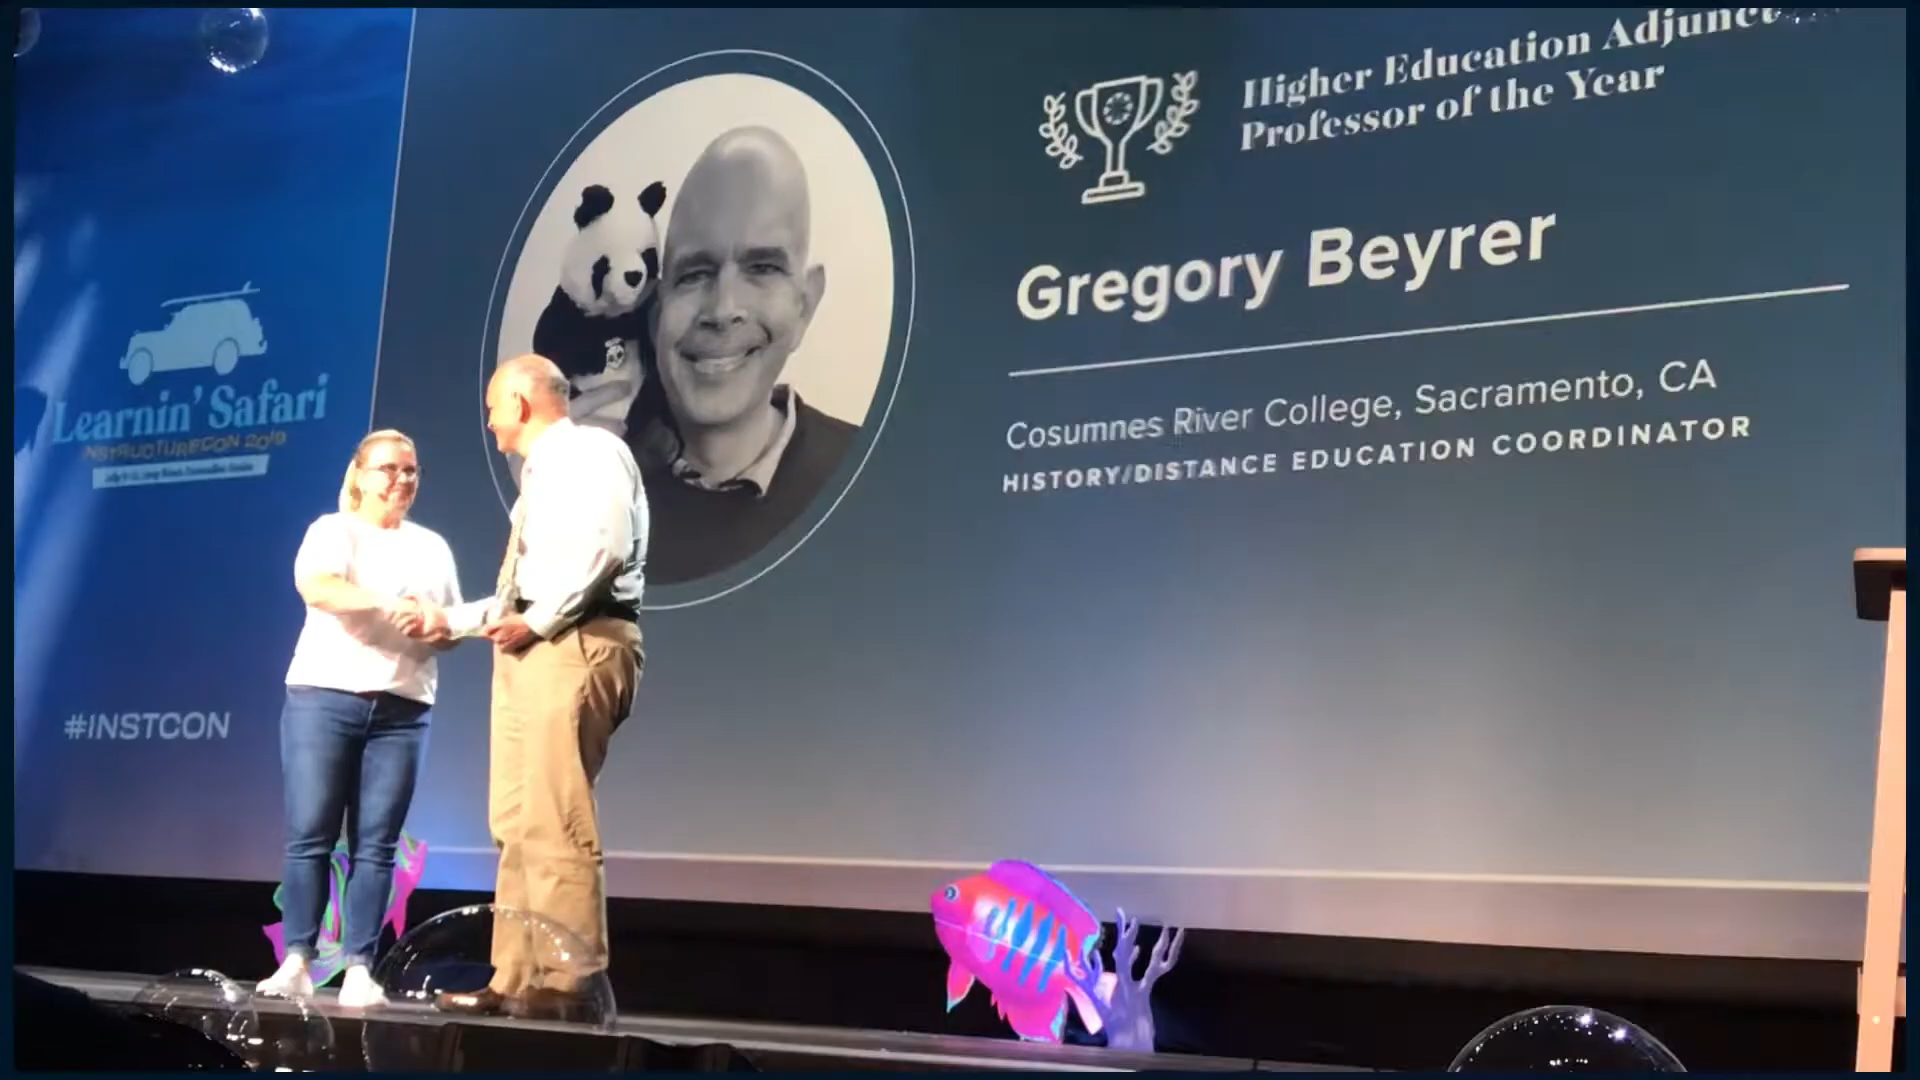 Higher Education Adjunct
Professor of the Year
Gregory Beyrer
Cosumnes River College, Sacramento, CA
HISTORY/DISTANCE EDUCATION COORDINATOR
Learnin' Safari
INSTRUCTURECON 2019
#INSTCON